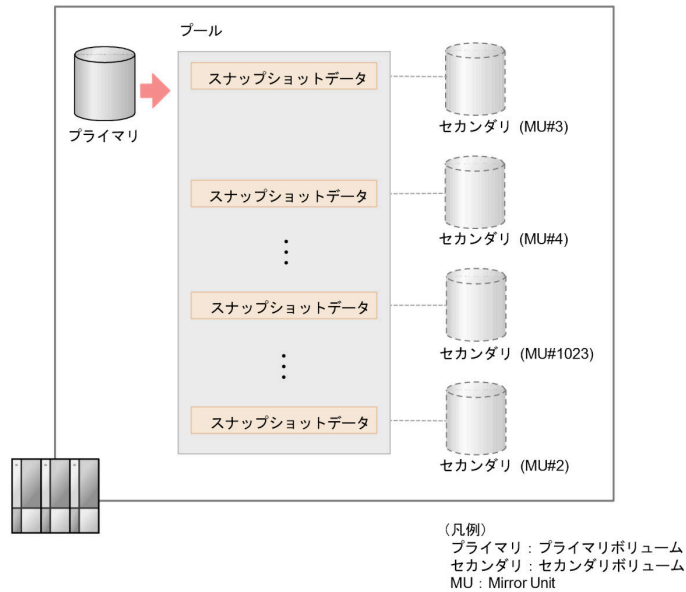 プール
スナップショットデータ
プライマリ
セカンダリ (MU#3)
スナップショットデータ
セカンダリ (MU#4)
スナップショットデータ
セカンダリ (MU#1023)
スナップショットデータ
セカンダリ (MU#2)
（凡例）
プライマリ：プライマリボリューム
セカンダリ：セカンダリボリューム
MU：Mirror Unit